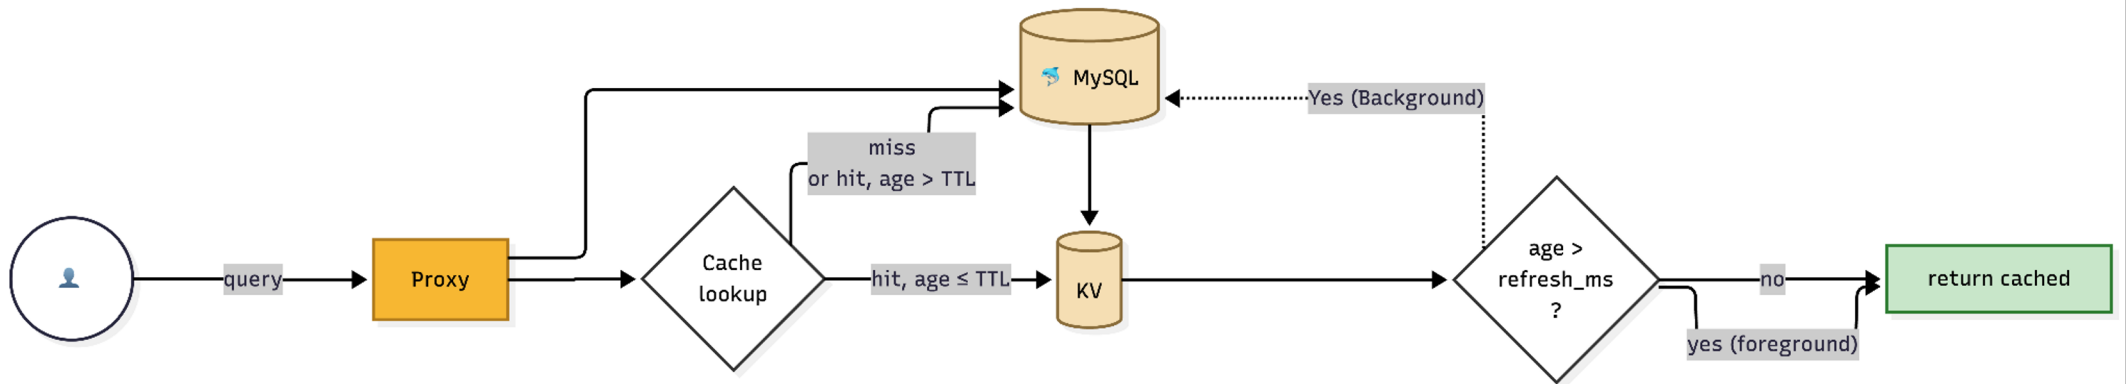 MySQL
Yes (Background)
miss
or hit, age > TTL
query
Proxy
Cache
lookup
hit, age ≤ TTL
KV
age >
refresh_ms
?
no
yes (foreground)
return cached